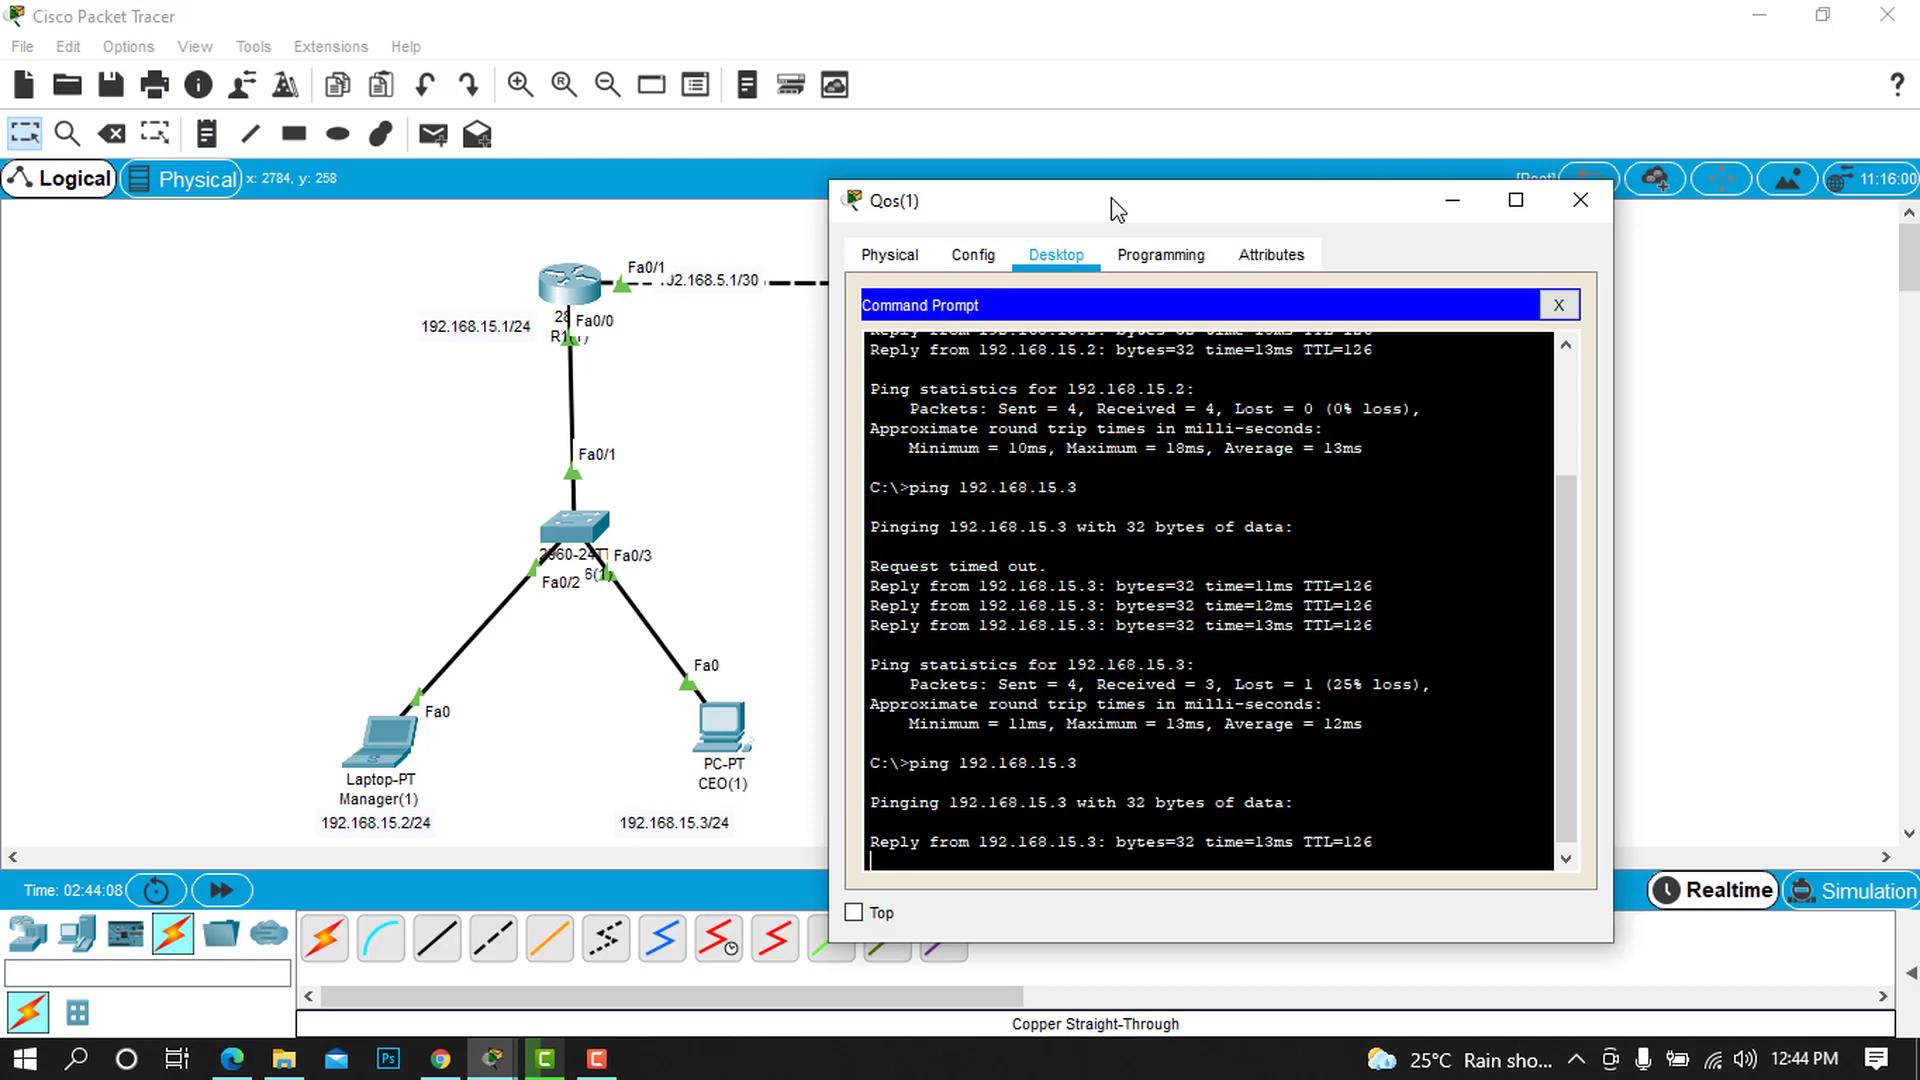 Cisco Packet Tracer
File Edit Options View Tools Extensions Help
Logical Physical x: 2784, y: 258
[Root]
11:16:00
Qos(1)
Physical Config Desktop Programming Attributes
Command Prompt X
Reply from 192.168.15.2: bytes=32 time=13ms TTL=126
Ping statistics for 192.168.15.2:
Packets: Sent = 4, Received = 4, Lost = 0 (0% loss),
Approximate round trip times in milli-seconds:
Minimum = 10ms, Maximum = 18ms, Average = 13ms
C:\>ping 192.168.15.3
Pinging 192.168.15.3 with 32 bytes of data:
Request timed out.
Reply from 192.168.15.3: bytes=32 time=11ms TTL=126
Reply from 192.168.15.3: bytes=32 time=12ms TTL=126
Reply from 192.168.15.3: bytes=32 time=13ms TTL=126
Ping statistics for 192.168.15.3:
Packets: Sent = 4, Received = 3, Lost = 1 (25% loss),
Approximate round trip times in milli-seconds:
Minimum = 11ms, Maximum = 13ms, Average = 12ms
C:\>ping 192.168.15.3
Pinging 192.168.15.3 with 32 bytes of data:
Reply from 192.168.15.3: bytes=32 time=13ms TTL=126
Top
Fa0/1
02.168.5.1/30
192.168.15.1/24
Fa0/0
Fa0/1
Fa0/3
Fa0/2
Fa0
Fa0
Laptop-PT
Manager(1)
192.168.15.2/24
PC-PT
CEO(1)
192.168.15.3/24
Time: 02:44:08
Realtime Simulation
Copper Straight-Through
25°C Rain sho... 12:44 PM